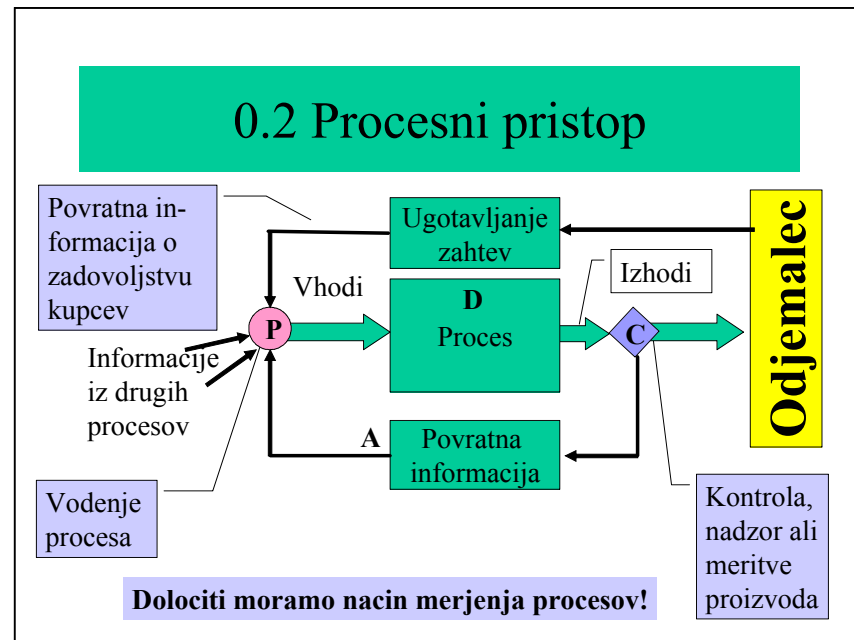 0.2 Procesni pristop
Povratna in-
formacija o
zadovoljstvu
kupcev
Ugotavljanje
zahtev
Odjemalec
Vhodi
Izhodi
P
D
Proces
C
Informacije
iz drugih
procesov
A
Povratna
informacija
Vodenje
procesa
Kontrola,
nadzor ali
meritve
proizvoda
Dolociti moramo nacin merjenja procesov!